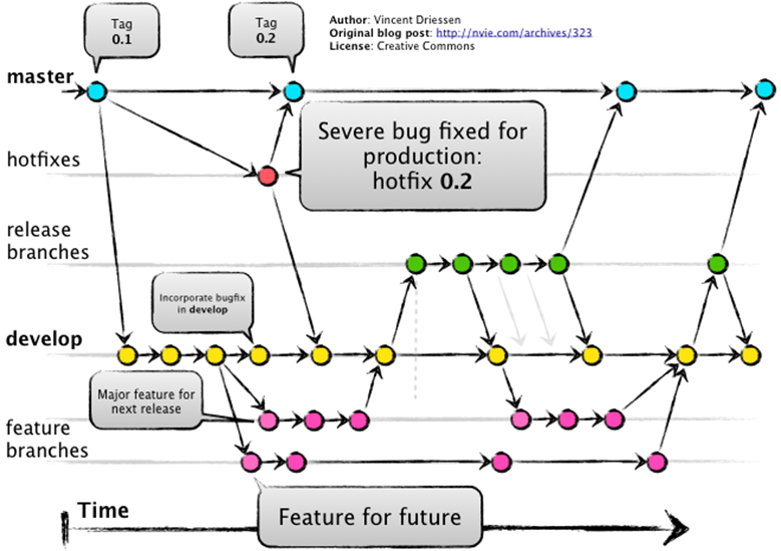 Tag
0.1
Tag
0.2
Author: Vincent Driessen
Original blog post: http://nvie.com/archives/323
License: Creative Commons
master
hotfixes
Severe bug fixed for
production:
hotfix 0.2
release
branches
Incorporate bugfix
in develop
develop
Major feature for
next release
feature
branches
Feature for future
Time